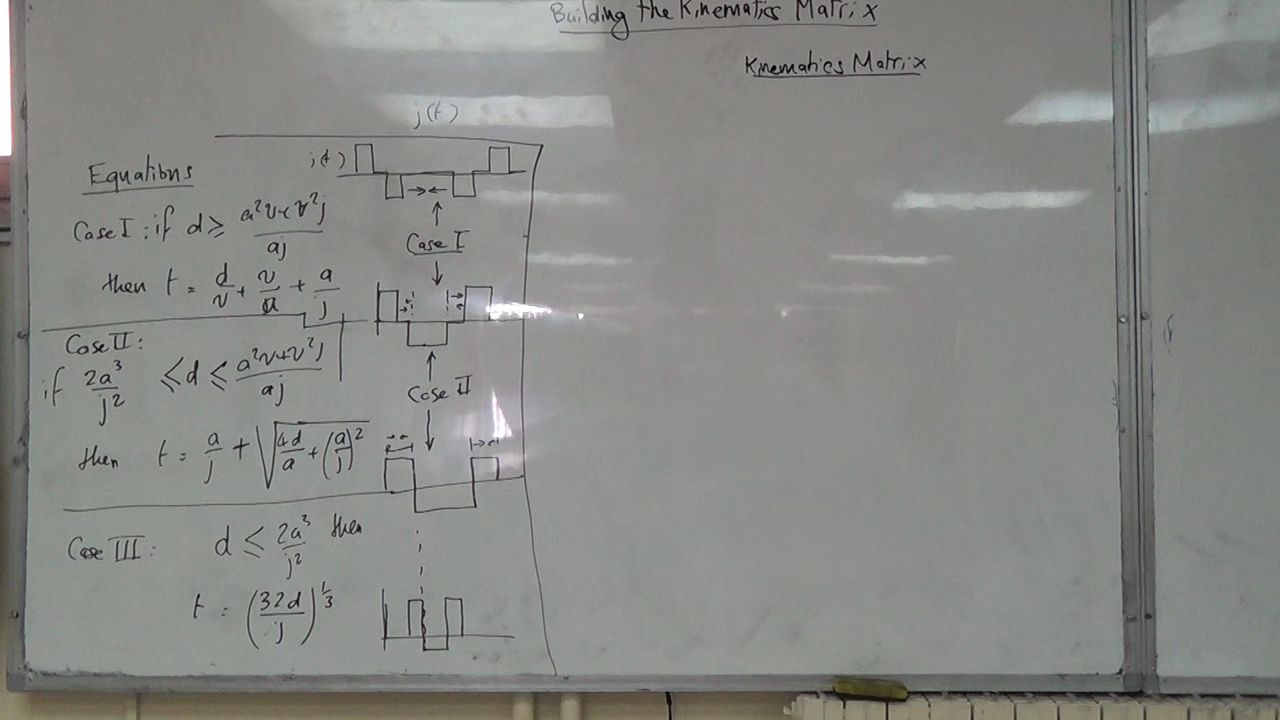 Building the Kinematics Matrix
Kinematics Matrix
j(t)
j(t)
Equations
Case I : if d ≥ (a²v+v²j)/(aj)
Case I
then t = d/v + v/a + a/j
Case II:
if 2a³/j² ≤ d ≤ (a²v+v²j)/(aj)
Case II
then t = a/j + √(4d/a + (a/j)²)
Case III: d ≤ 2a³/j² then
t = (32d/j)^(1/3)